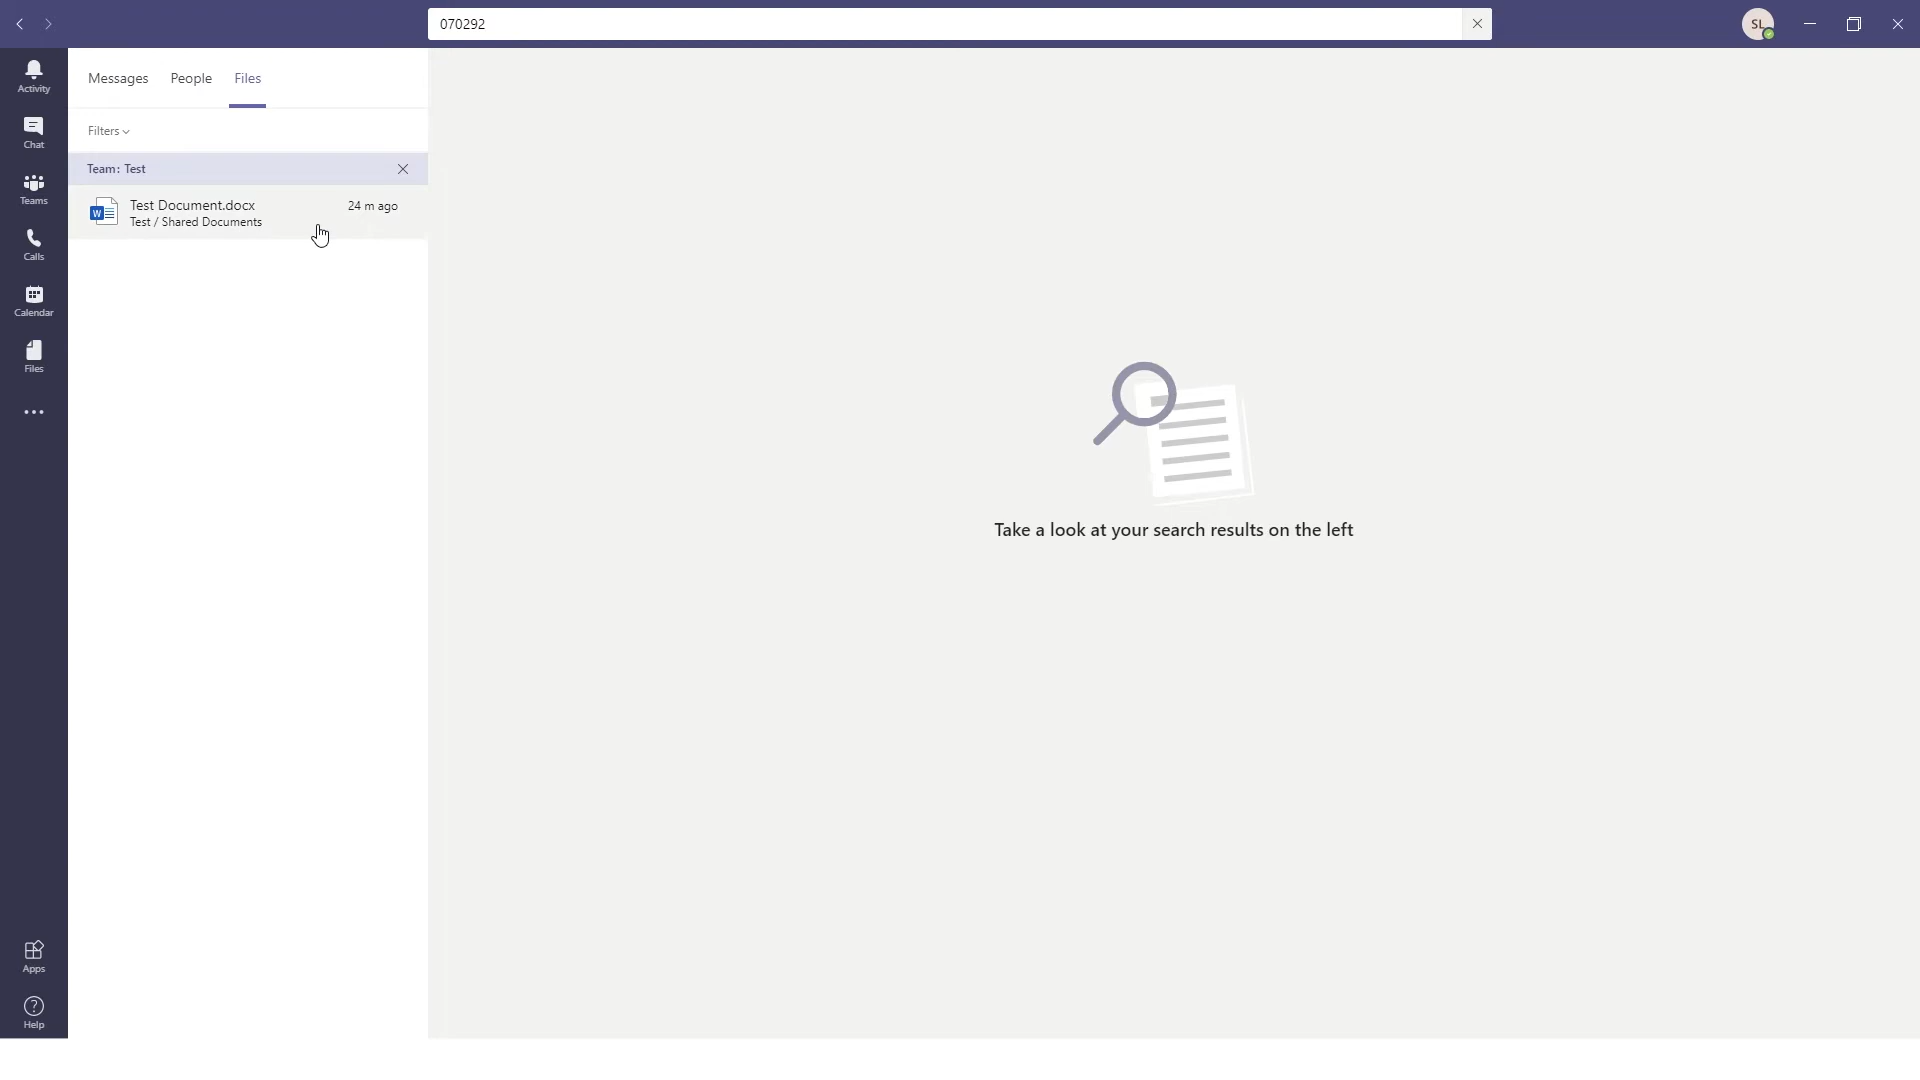 070292
SL
Activity
Chat
Teams
Calls
Calendar
Files
Apps
Help
Messages People Files
Filters
Team: Test
W
Test Document.docx 24 m ago
Test / Shared Documents
Take a look at your search results on the left